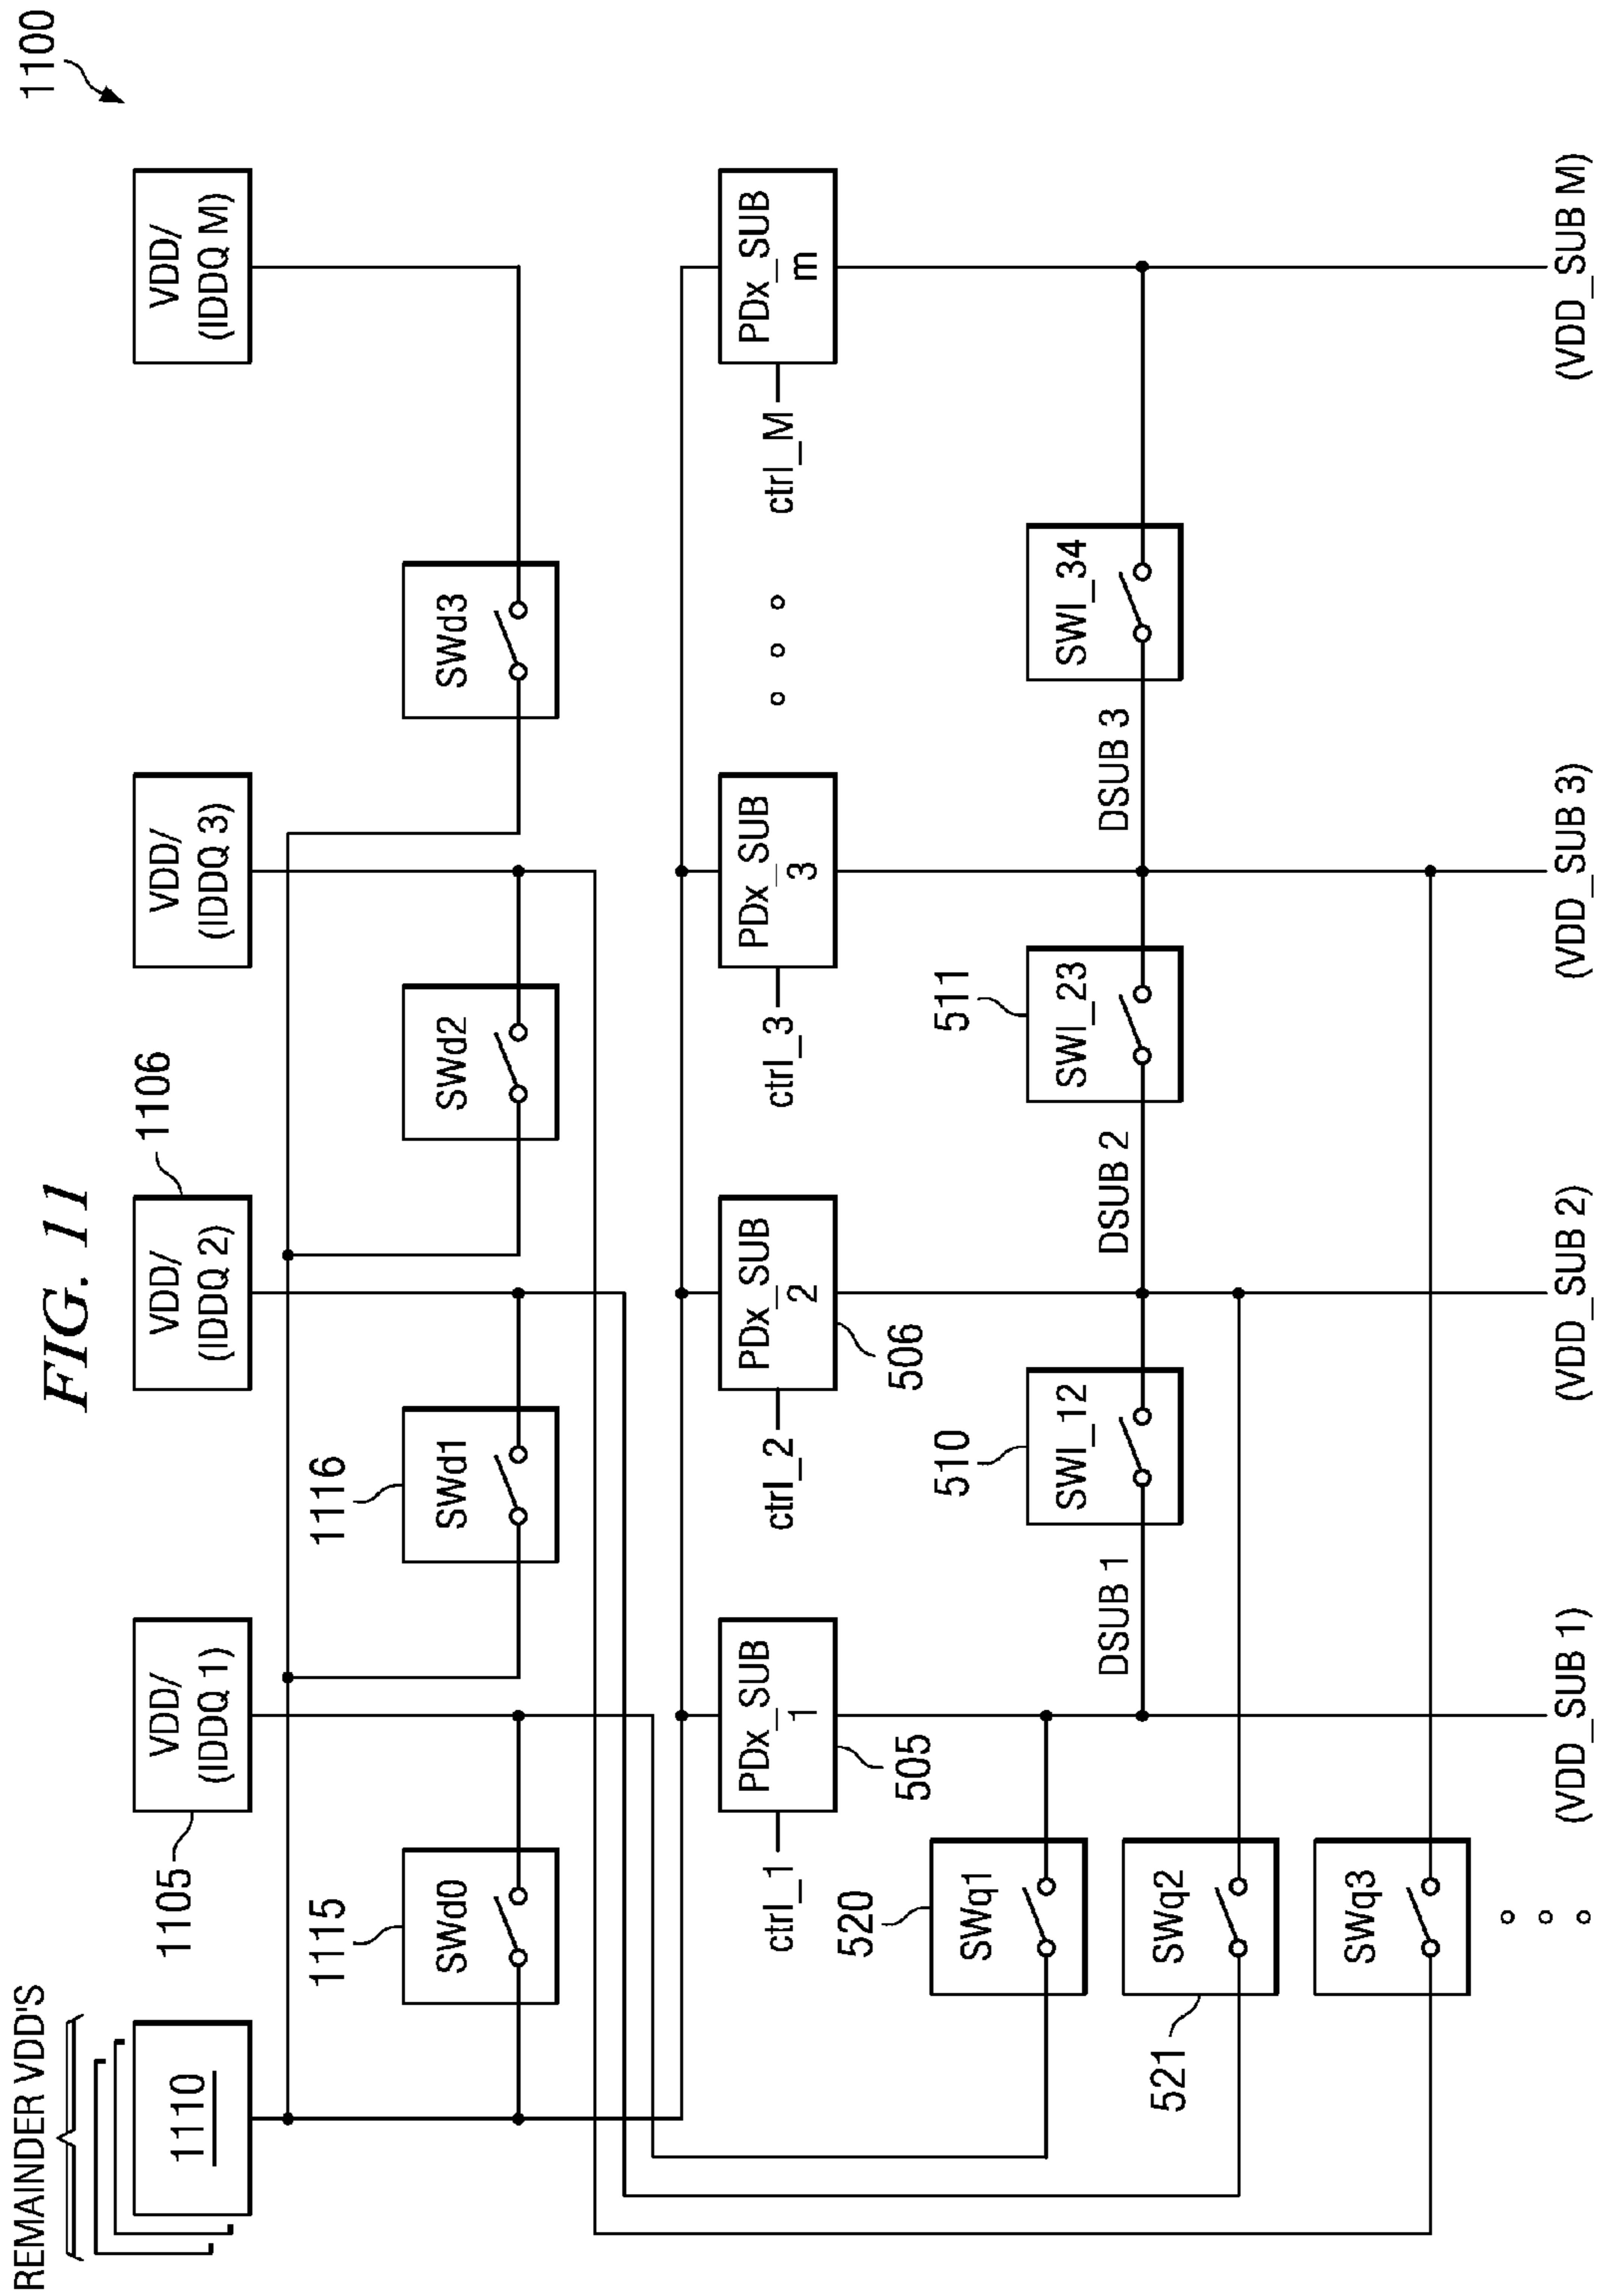 FIG. 11
1100
REMAINDER VDD'S
1110
VDD/
(IDDQ 1)
1105
VDD/
(IDDQ 2)
1106
VDD/
(IDDQ 3)
VDD/
(IDDQ M)
1115
SWd0
1116
SWd1
SWd2
SWd3
ctrl_1
PDx_SUB
1
505
ctrl_2
PDx_SUB
2
506
ctrl_3
PDx_SUB
3
ctrl_M
PDx_SUB
m
520
SWq1
521
SWq2
SWq3
DSUB 1
510
SWI_12
DSUB 2
511
SWI_23
DSUB 3
SWI_34
(VDD_SUB 1)
(VDD_SUB 2)
(VDD_SUB 3)
(VDD_SUB M)